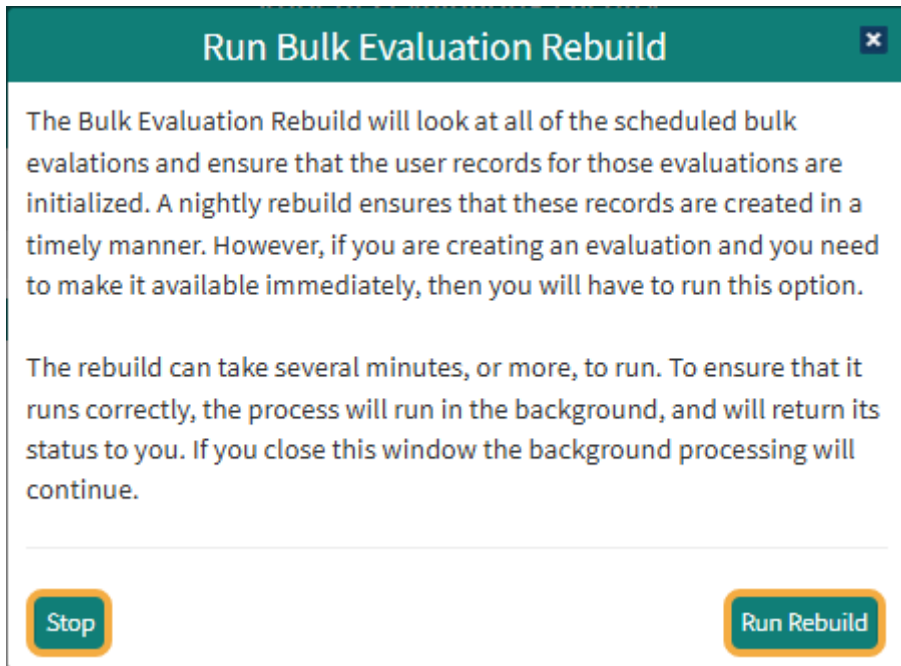 Run Bulk Evaluation Rebuild
The Bulk Evaluation Rebuild will look at all of the scheduled bulk
evalations and ensure that the user records for those evaluations are
initialized. A nightly rebuild ensures that these records are created in a
timely manner. However, if you are creating an evaluation and you need
to make it available immediately, then you will have to run this option.
The rebuild can take several minutes, or more, to run. To ensure that it
runs correctly, the process will run in the background, and will return its
status to you. If you close this window the background processing will
continue.
Stop
Run Rebuild